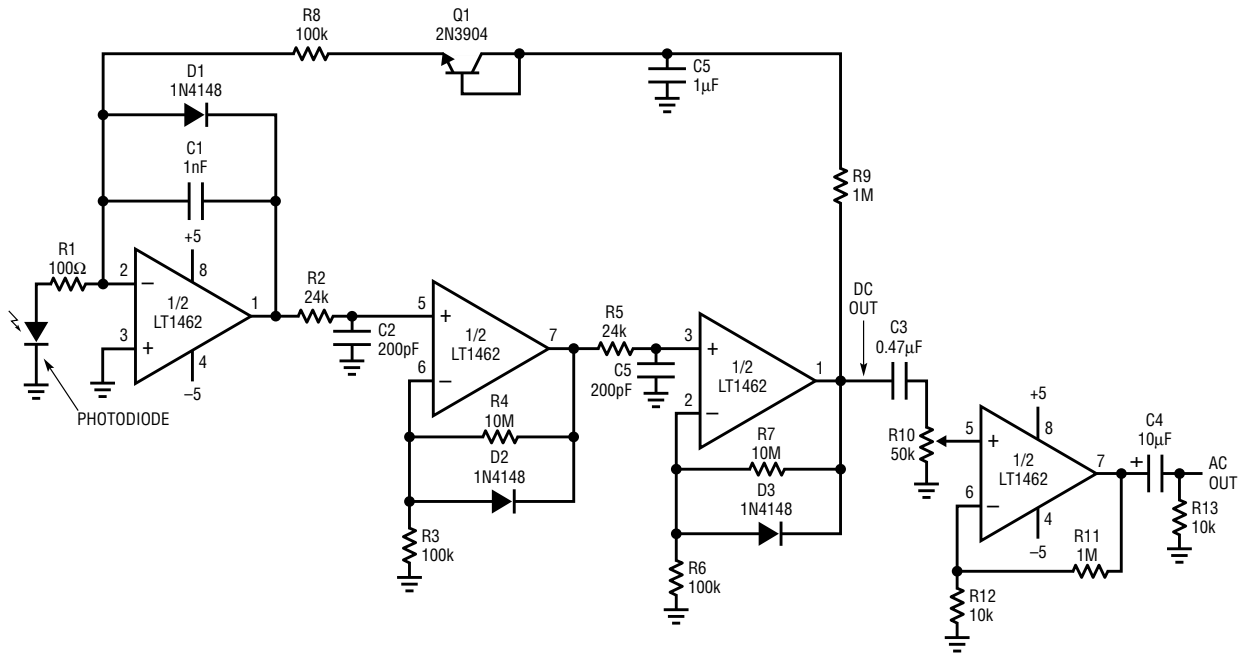 R8
100k
Q1
2N3904
D1
1N4148
C5
1µF
C1
1nF
R9
1M
+5
R1
100Ω
2
−
8
1/2
LT1462
1
3
+
4
−5
PHOTODIODE
R2
24k
C2
200pF
5
+
1/2
LT1462
7
6
−
R4
10M
D2
1N4148
R3
100k
R5
24k
C5
200pF
3
+
1/2
LT1462
1
2
−
R7
10M
D3
1N4148
R6
100k
DC
OUT
C3
0.47µF
R10
50k
+5
5
+
8
1/2
LT1462
7
6
−
4
−5
C4
10µF
+
AC
OUT
R13
10k
R11
1M
R12
10k